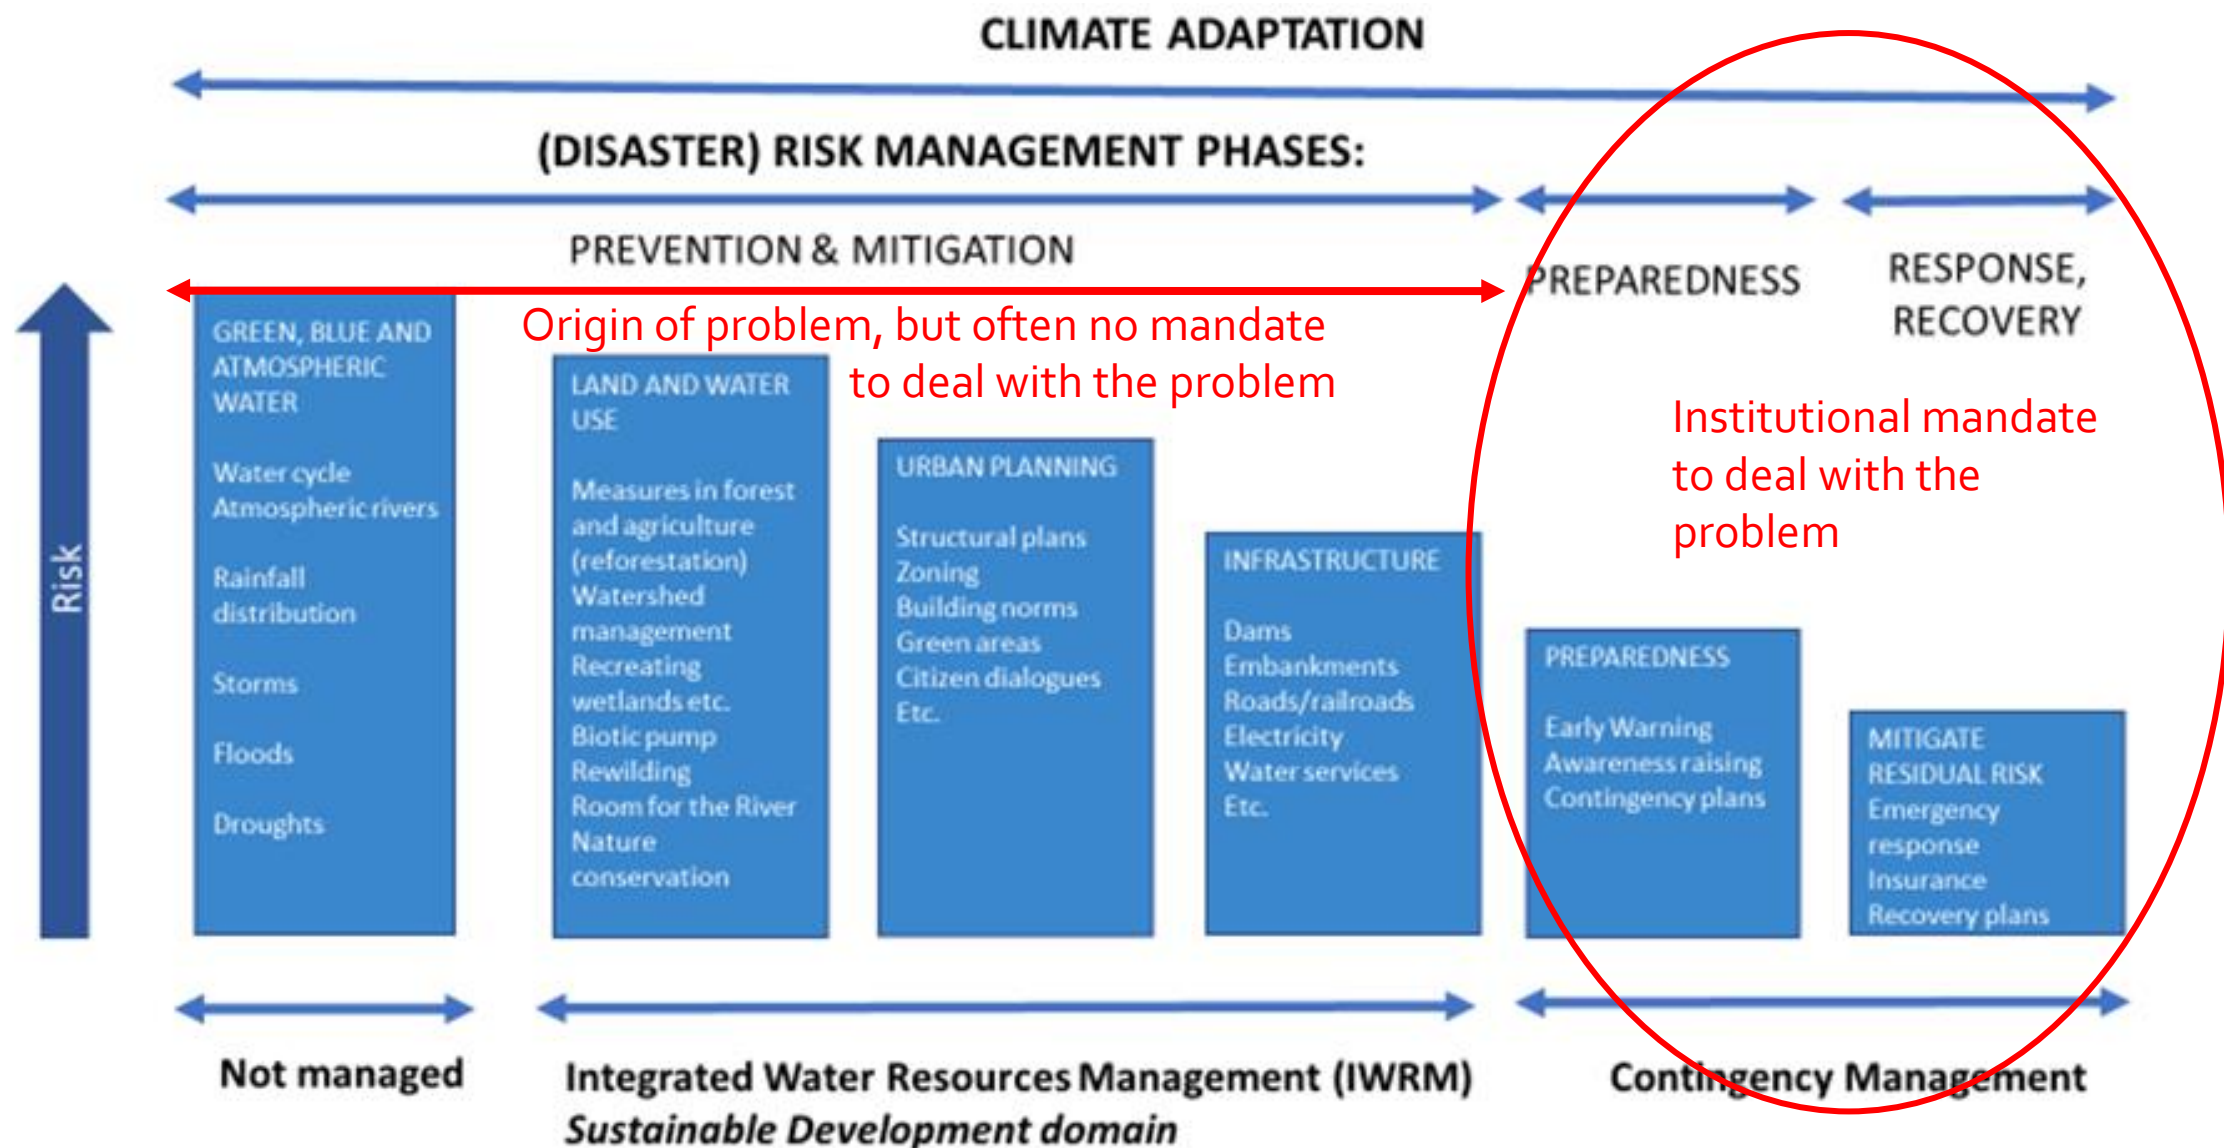 CLIMATE ADAPTATION
(DISASTER) RISK MANAGEMENT PHASES:
PREVENTION & MITIGATION
PREPAREDNESS
RESPONSE,
RECOVERY
Origin of problem, but often no mandate
to deal with the problem
Institutional mandate
to deal with the
problem
Risk
GREEN, BLUE AND
ATMOSPHERIC
WATER
Water cycle
Atmospheric rivers
Rainfall
distribution
Storms
Floods
Droughts
LAND AND WATER
USE
Measures in forest
and agriculture
(reforestation)
Watershed
management
Recreating
wetlands etc.
Biotic pump
Rewilding
Room for the River
Nature
conservation
URBAN PLANNING
Structural plans
Zoning
Building norms
Green areas
Citizen dialogues
Etc.
INFRASTRUCTURE
Dams
Embankments
Roads/railroads
Electricity
Water services
Etc.
PREPAREDNESS
Early Warning
Awareness raising
Contingency plans
MITIGATE
RESIDUAL RISK
Emergency
response
Insurance
Recovery plans
Not managed
Integrated Water Resources Management (IWRM)
Sustainable Development domain
Contingency Management